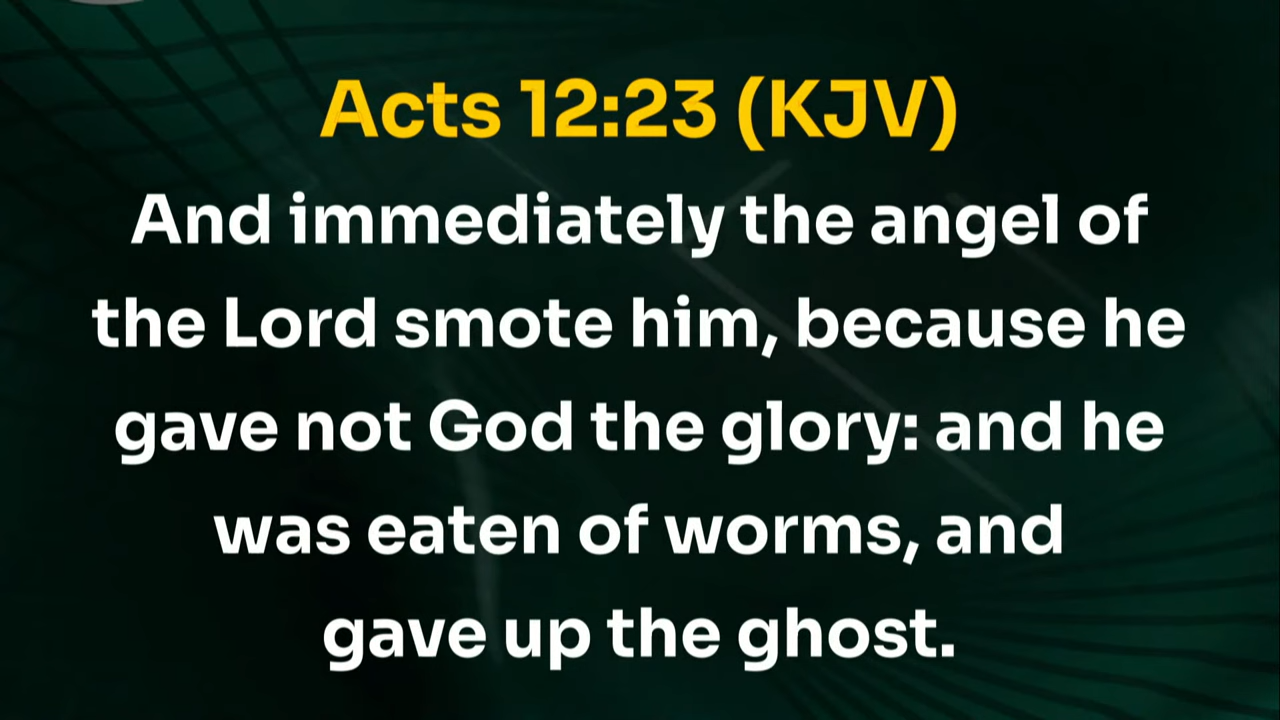 Acts 12:23 (KJV)
And immediately the angel of
the Lord smote him, because he
gave not God the glory: and he
was eaten of worms, and
gave up the ghost.